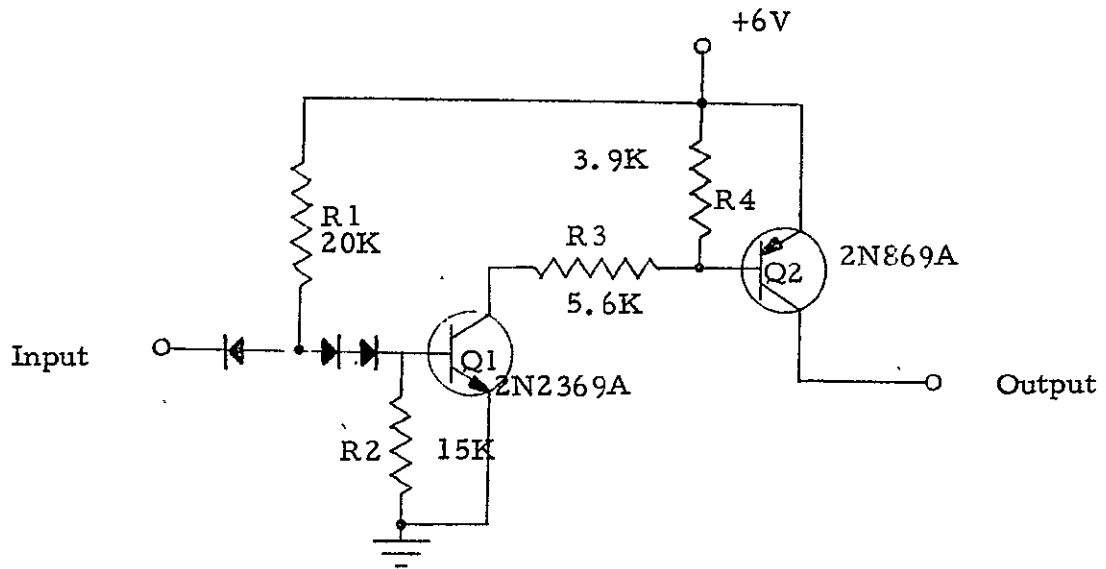 +6V
3.9K
R4
R1
20K
R3
5.6K
Q2
2N869A
Input
Q1
2N2369A
Output
R2
15K